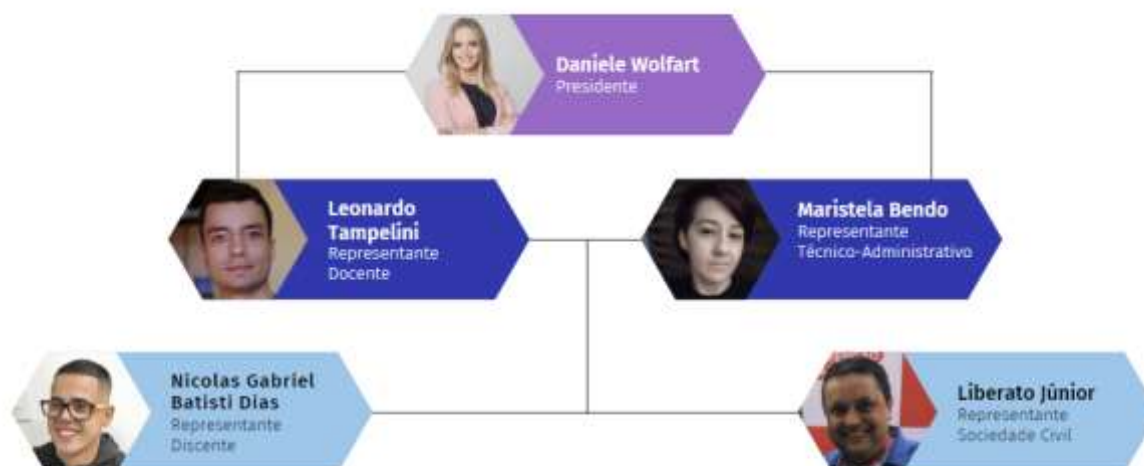 Daniele Wolfart
Presidente
Leonardo
Tampelini
Representante
Docente
Maristela Bendo
Representante
Técnico-Administrativo
Nicolas Gabriel
Batisti Dias
Representante
Discente
Liberato Júnior
Representante
Sociedade Civil